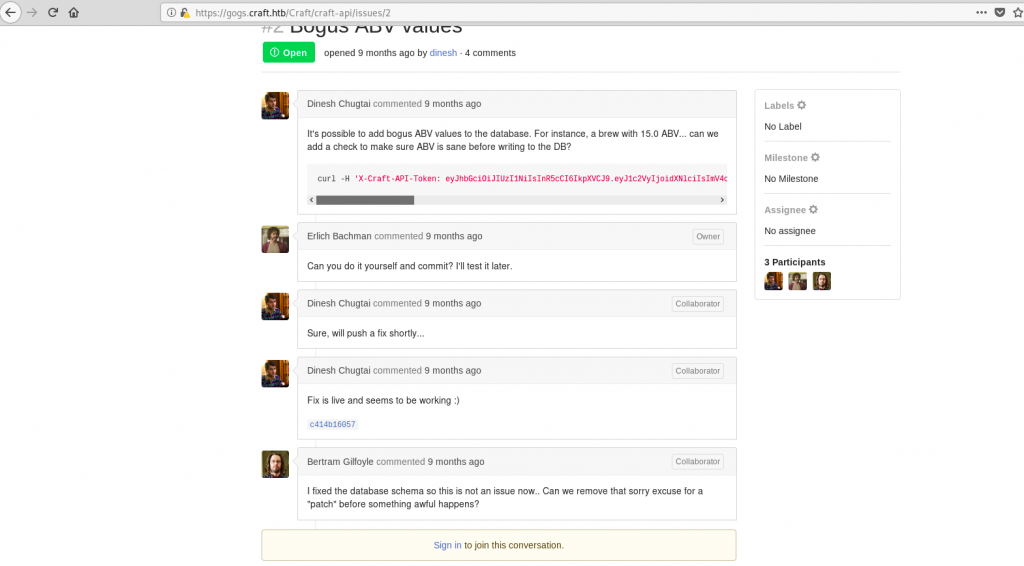 https://gogs.craft.htb/Craft/craft-api/issues/2
#2 Bogus ABV values
Open opened 9 months ago by dinesh - 4 comments
Dinesh Chugtai commented 9 months ago
It's possible to add bogus ABV values to the database. For instance, a brew with 15.0 ABV... can we
add a check to make sure ABV is sane before writing to the DB?
curl -H 'X-Craft-API-Token: eyJhbGciOiJIUzI1NiIsInR5cCI6IkpXVCJ9.eyJ1c2VyIjoidXNlciIsImV4c
Erlich Bachman commented 9 months ago Owner
Can you do it yourself and commit? I'll test it later.
Dinesh Chugtai commented 9 months ago Collaborator
Sure, will push a fix shortly...
Dinesh Chugtai commented 9 months ago Collaborator
Fix is live and seems to be working :)
c414b16057
Bertram Gilfoyle commented 9 months ago Collaborator
I fixed the database schema so this is not an issue now.. Can we remove that sorry excuse for a
"patch" before something awful happens?
Sign in to join this conversation.
Labels
No Label
Milestone
No Milestone
Assignee
No assignee
3 Participants